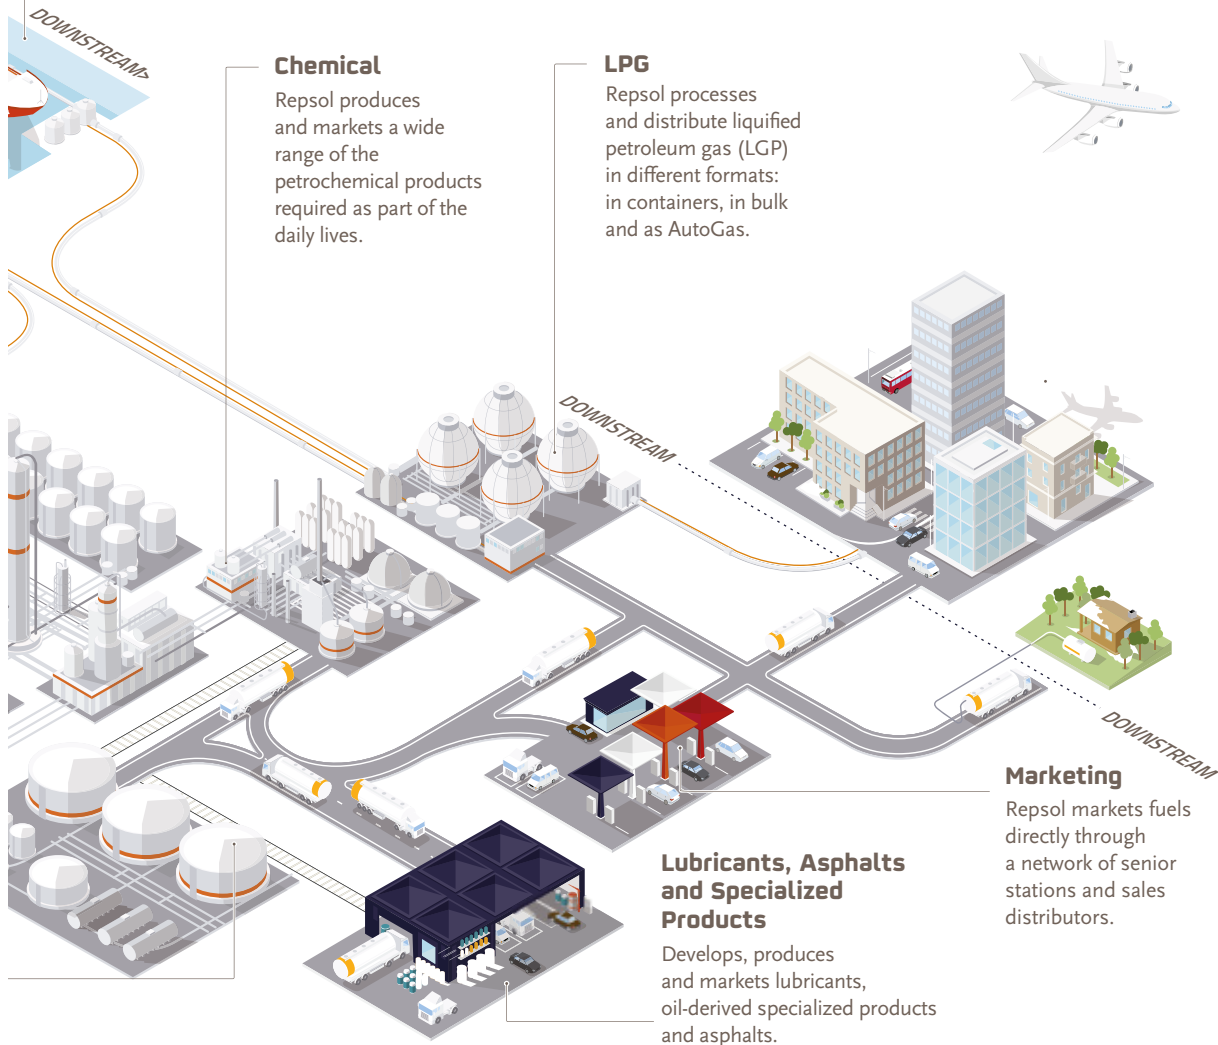 DOWNSTREAM>
Chemical
Repsol produces
and markets a wide
range of the
petrochemical products
required as part of the
daily lives.
LPG
Repsol processes
and distribute liquified
petroleum gas (LGP)
in different formats:
in containers, in bulk
and as AutoGas.
DOWNSTREAM
DOWNSTREAM
Marketing
Repsol markets fuels
directly through
a network of senior
stations and sales
distributors.
Lubricants, Asphalts
and Specialized
Products
Develops, produces
and markets lubricants,
oil-derived specialized products
and asphalts.